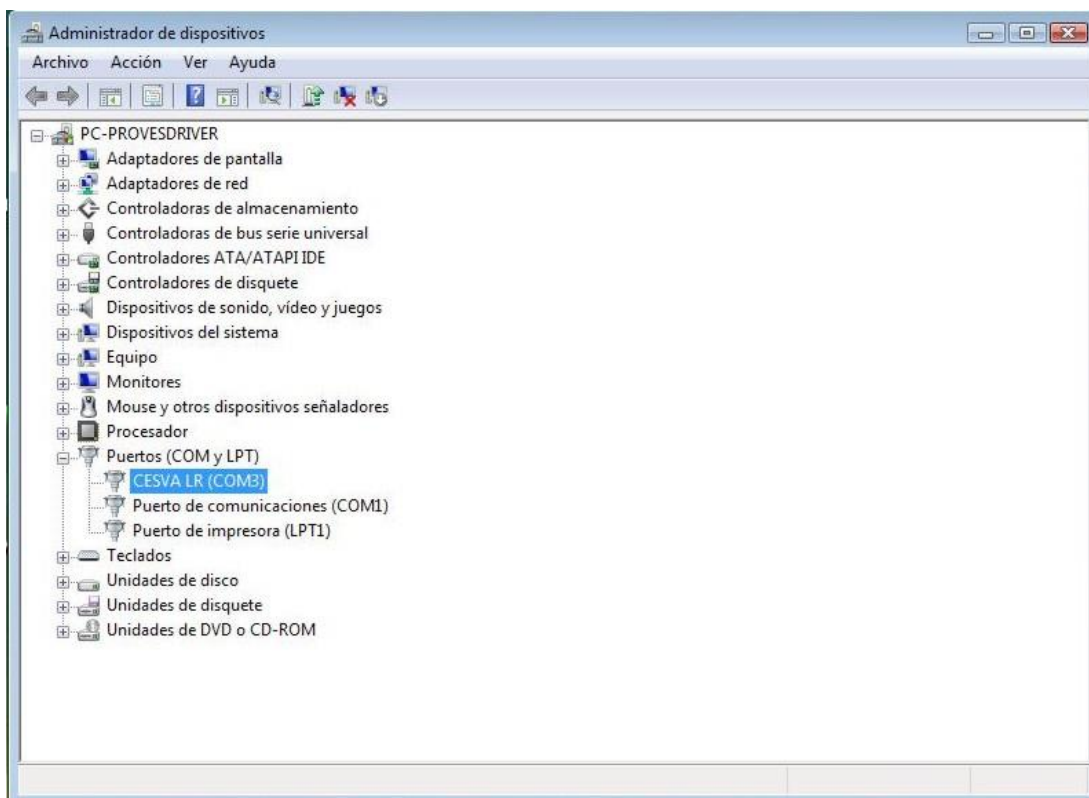 Administrador de dispositivos
Archivo Acción Ver Ayuda
PC-PROVESDRIVER
Adaptadores de pantalla
Adaptadores de red
Controladoras de almacenamiento
Controladoras de bus serie universal
Controladores ATA/ATAPI IDE
Controladores de disquete
Dispositivos de sonido, vídeo y juegos
Dispositivos del sistema
Equipo
Monitores
Mouse y otros dispositivos señaladores
Procesador
Puertos (COM y LPT)
CESVA LR (COM3)
Puerto de comunicaciones (COM1)
Puerto de impresora (LPT1)
Teclados
Unidades de disco
Unidades de disquete
Unidades de DVD o CD-ROM